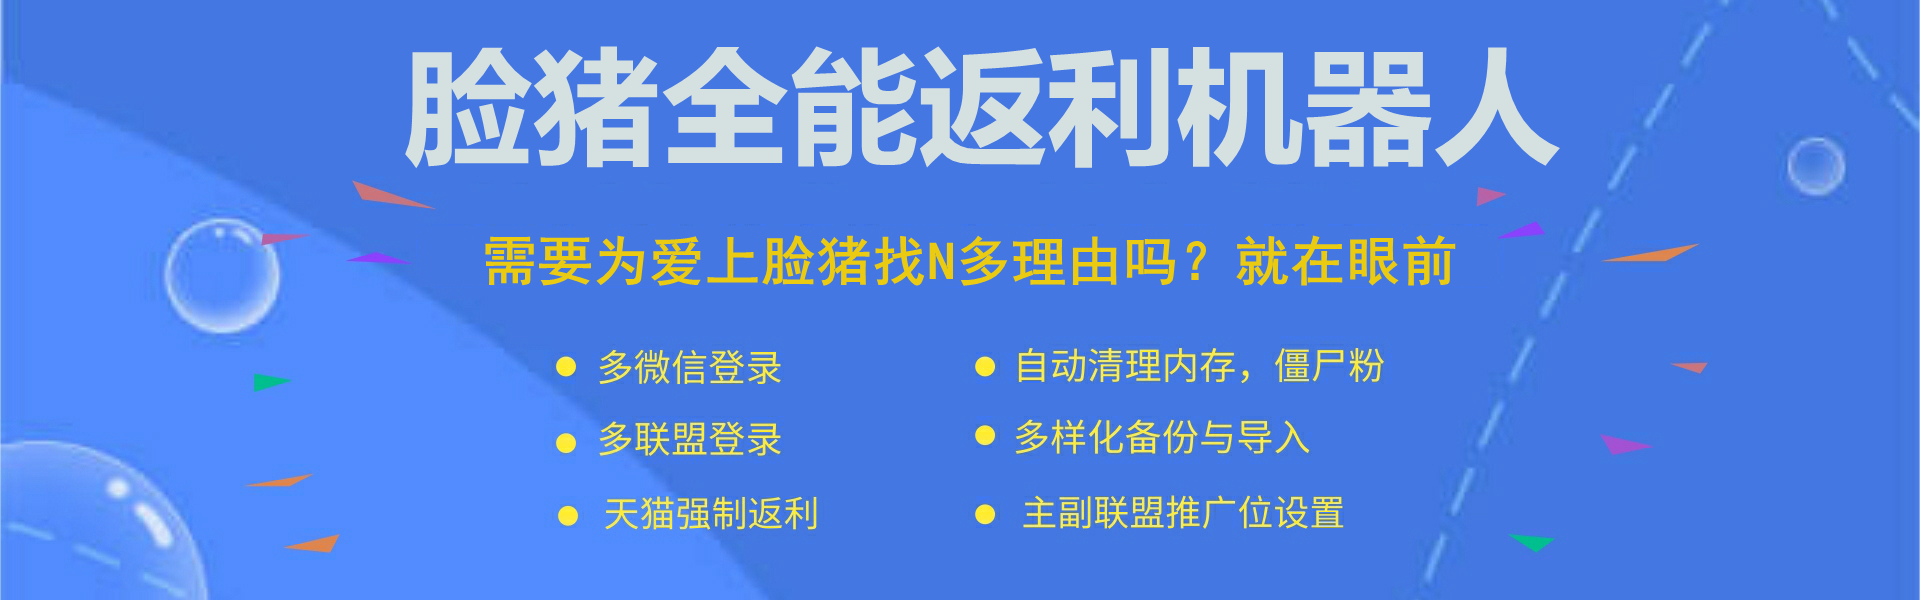 脸猪全能返利机器人
需要为爱上脸猪找N多理由吗？就在眼前
多微信登录
自动清理内存，僵尸粉
多联盟登录
多样化备份与导入
天猫强制返利
主副联盟推广位设置